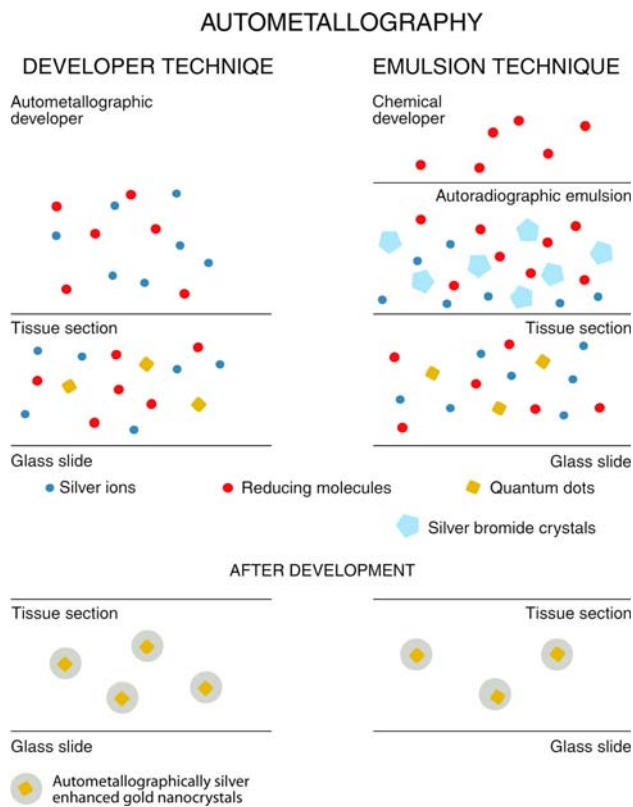 AUTOMETALLOGRAPHY
DEVELOPER TECHNIQE
EMULSION TECHNIQUE
Autometallographic
developer
Chemical
developer
Autoradiographic emulsion
Tissue section
Tissue section
Glass slide
Glass slide
Silver ions
Reducing molecules
Quantum dots
Silver bromide crystals
AFTER DEVELOPMENT
Tissue section
Tissue section
Glass slide
Glass slide
Autometallographically silver
enhanced gold nanocrystals